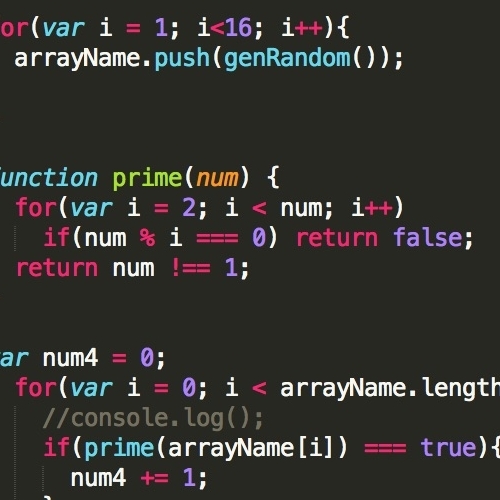 or(var i = 1; i<16; i++){
arrayName.push(genRandom());
unction prime(num) {
for(var i = 2; i < num; i++)
if(num % i === 0) return false;
return num !== 1;
ar num4 = 0;
for(var i = 0; i < arrayName.length
//console.log();
if(prime(arrayName[i]) === true){
num4 += 1;
}